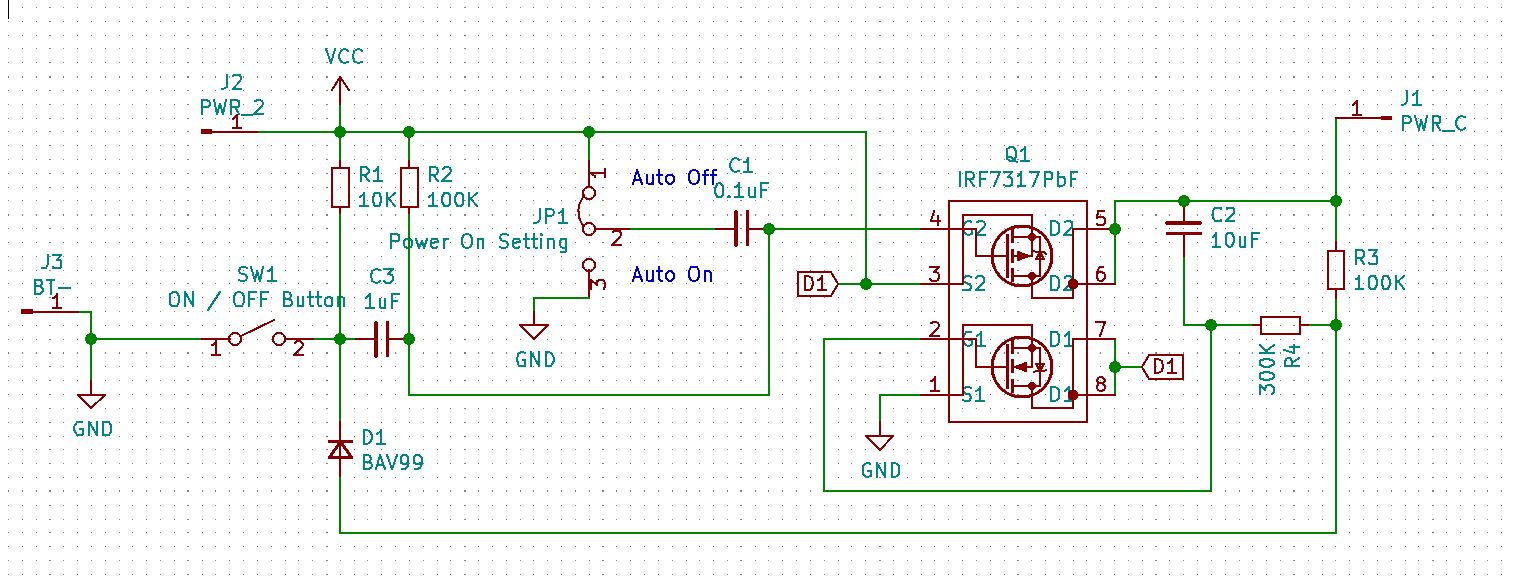 VCC
J2
PWR_2
1
J1
PWR_C
1
R1
10K
R2
100K
1
Auto Off
C1
0.1uF
Q1
IRF7317PbF
JP1
2
Power On Setting
4
G2
D2
5
C2
10uF
J3
BT-
1
SW1
ON / OFF Button
C3
1uF
Auto On
3
D1
3
S2
D2
6
R3
100K
1
2
GND
2
G1
D1
7
300K
R4
D1
1
S1
D1
8
GND
D1
BAV99
GND